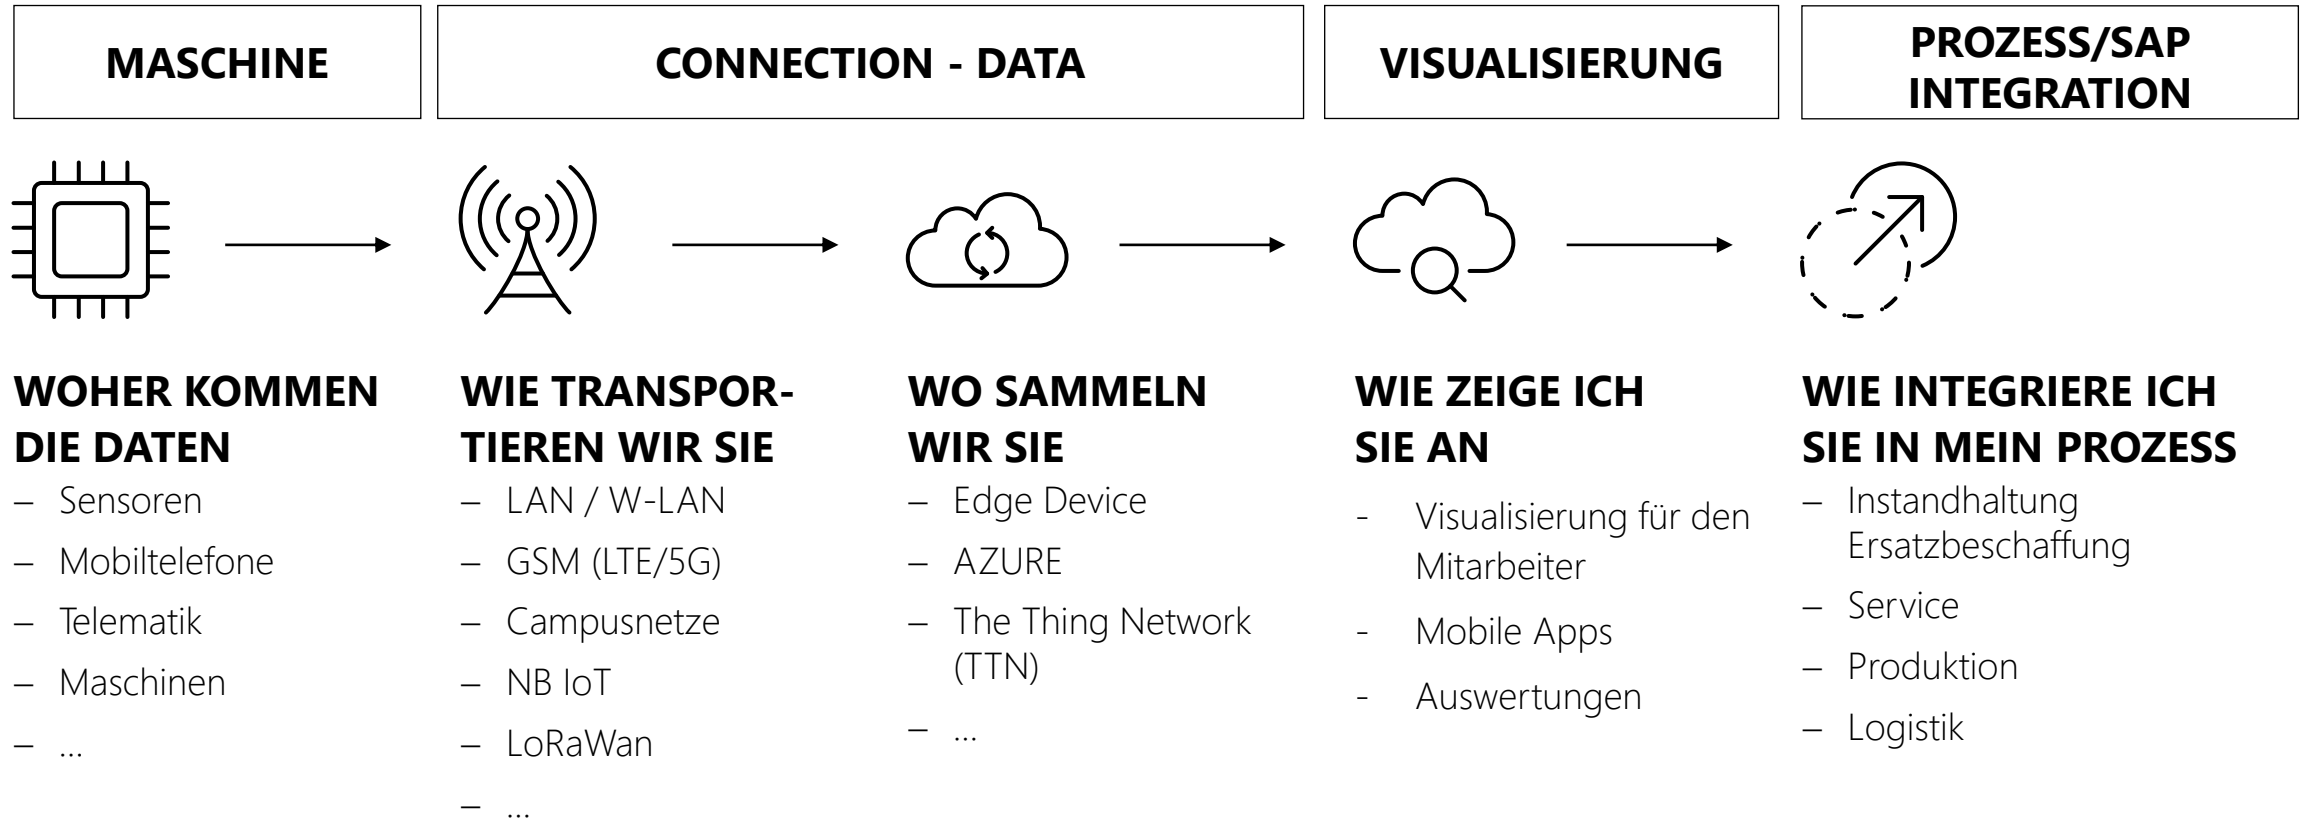 MASCHINE
CONNECTION - DATA
VISUALISIERUNG
PROZESS/SAP
INTEGRATION
WOHER KOMMEN
DIE DATEN
– Sensoren
– Mobiltelefone
– Telematik
– Maschinen
– ...
WIE TRANSPOR-
TIEREN WIR SIE
– LAN / W-LAN
– GSM (LTE/5G)
– Campusnetze
– NB IoT
– LoRaWan
– ...
WO SAMMELN
WIR SIE
– Edge Device
– AZURE
– The Thing Network
(TTN)
– ...
WIE ZEIGE ICH
SIE AN
- Visualisierung für den
Mitarbeiter
- Mobile Apps
- Auswertungen
WIE INTEGRIERE ICH
SIE IN MEIN PROZESS
– Instandhaltung
Ersatzbeschaffung
– Service
– Produktion
– Logistik